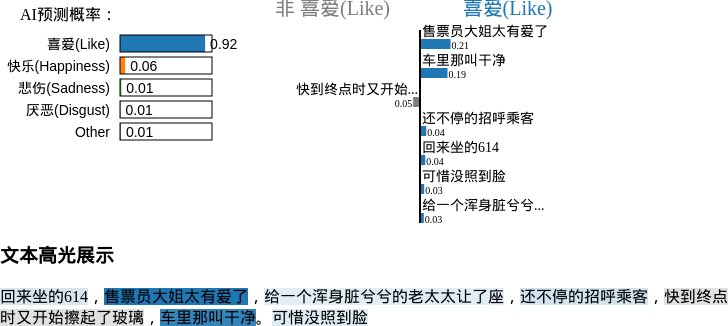 AI预测概率：
喜爱(Like)
0.92
快乐(Happiness)
0.06
悲伤(Sadness)
0.01
厌恶(Disgust)
0.01
Other
0.01
非 喜爱(Like)
喜爱(Like)
售票员大姐太有爱了
0.21
车里那叫干净
0.19
快到终点时又开始...
0.05
还不停的招呼乘客
0.04
回来坐的614
0.04
可惜没照到脸
0.03
给一个浑身脏兮兮...
0.03
文本高光展示
回来坐的614，售票员大姐太有爱了，给一个浑身脏兮兮的老太太让了座，还不停的招呼乘客，快到终点
时又开始擦起了玻璃，车里那叫干净。可惜没照到脸